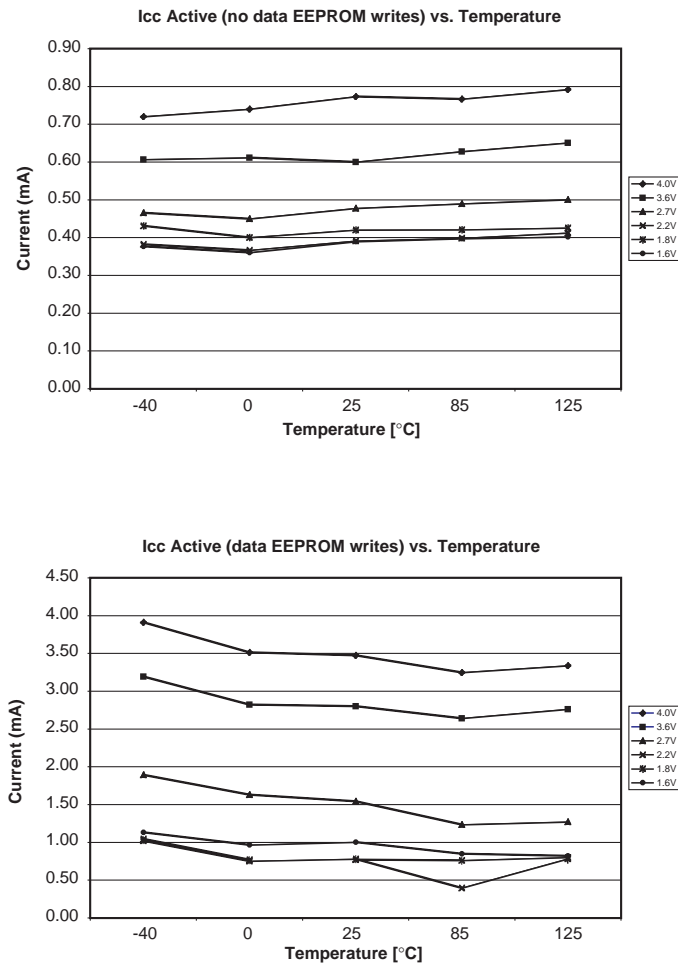 Icc Active (no data EEPROM writes) vs. Temperature
0.90
0.80
0.70
0.60
0.50
0.40
0.30
0.20
0.10
0.00
Current (mA)
-40 0 25 85 125
Temperature [°C]
4.0V
3.6V
2.7V
2.2V
1.8V
1.6V
Icc Active (data EEPROM writes) vs. Temperature
4.50
4.00
3.50
3.00
2.50
2.00
1.50
1.00
0.50
0.00
Current (mA)
-40 0 25 85 125
Temperature [°C]
4.0V
3.6V
2.7V
2.2V
1.8V
1.6V